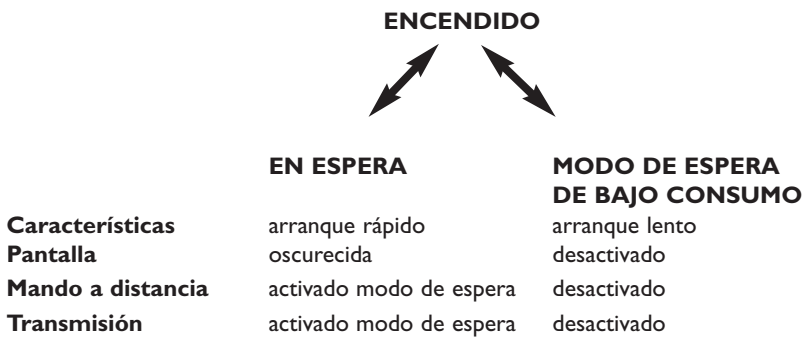 ENCENDIDO
EN ESPERA MODO DE ESPERA
DE BAJO CONSUMO
Características arranque rápido arranque lento
Pantalla oscurecida desactivado
Mando a distancia activado modo de espera desactivado
Transmisión activado modo de espera desactivado